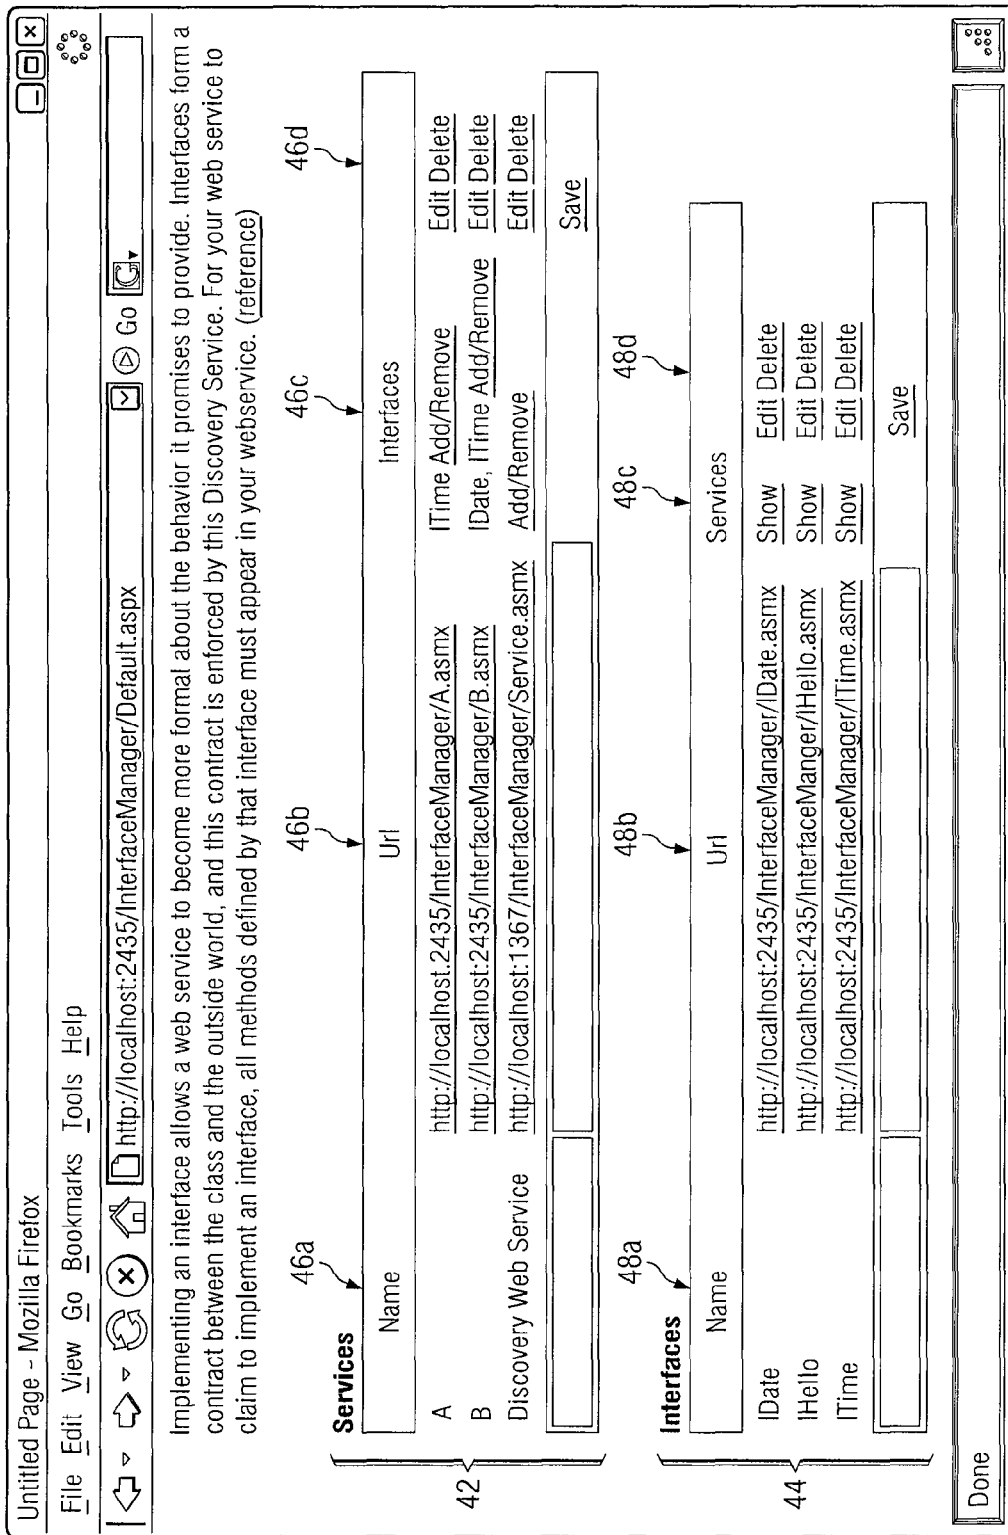 Untitled Page - Mozilla Firefox
File Edit View Go Bookmarks Tools Help
http://localhost:2435/InterfaceManager/Default.aspx Go G
Implementing an interface allows a web service to become more formal about the behavior it promises to provide. Interfaces form a
contract between the class and the outside world, and this contract is enforced by this Discovery Service. For your web service to
claim to implement an interface, all methods defined by that interface must appear in your webservice. (reference)
46a 46b 46c 46d
Services
Name Url Interfaces
A http://localhost:2435/InterfaceManager/A.asmx ITime Add/Remove Edit Delete
B http://localhost:2435/InterfaceManager/B.asmx IDate, ITime Add/Remove Edit Delete
Discovery Web Service http://localhost:1367/InterfaceManager/Service.asmx Add/Remove Edit Delete
Save
42
48a 48b 48c 48d
Interfaces
Name Url Services
IDate http://localhost:2435/InterfaceManager/IDate.asmx Show Edit Delete
IHello http://localhost:2435/InterfaceManger/IHello.asmx Show Edit Delete
ITime http://localhost:2435/InterfaceManager/ITime.asmx Show Edit Delete
Save
44
Done